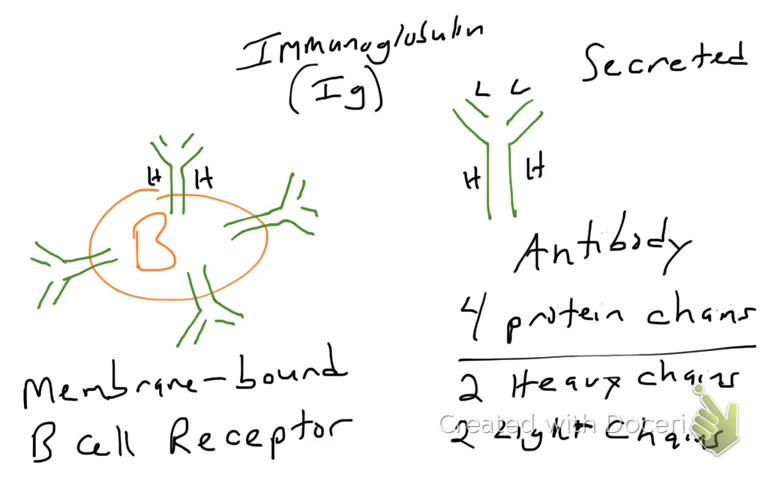 Immunoglobulin
(Ig)
Secreted
L L
H H
H H
B
Antibody
4 protein chans
2 Heavy chains
2 Light Chains
Created with Doceri
Membrane-bound
B Cell Receptor